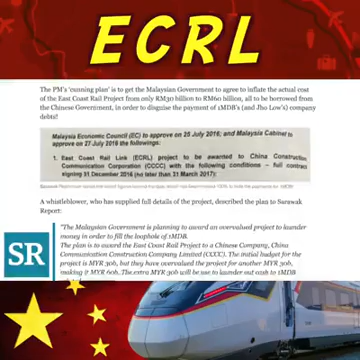 ECRL
The PM's "cunning plan" is to get the Malaysian Government to agree to inflate the actual cost
of the East Coast Rail Project from only RM30 billion to RM60 billion, all to be borrowed from
the Chinese Government, in order to disguise the payment of 1MDB's (and Jho Low's) company
debts!
Malaysia Economic Council (EC) to approve on 25 July 2016; and Malaysia Cabinet to
approve on 27 July 2016 the followings:
1. East Coast Rail Link (ECRL) project to be awarded to China Construction
Communication Corporation (CCCC) with the following conditions – full contract
signing 31 December 2016 (no later than 31 March 2017):
A whistleblower, who has supplied full details of the project, described the plan to Sarawak
Report:
SR
"The Malaysian Government is planning to award an overvalued project to launder
money in order to fill the loophole of 1MDB.
The plan is to award the East Coast Rail Project to a Chinese Company, China
Communication Construction Company Limited (CCCC). The initial budget for the
project is MYR 30b, but they have overvalued the project for another MYR 30b,
making it MYR 60b. The extra MYR 30b will be use to launder out cash to 1MDB